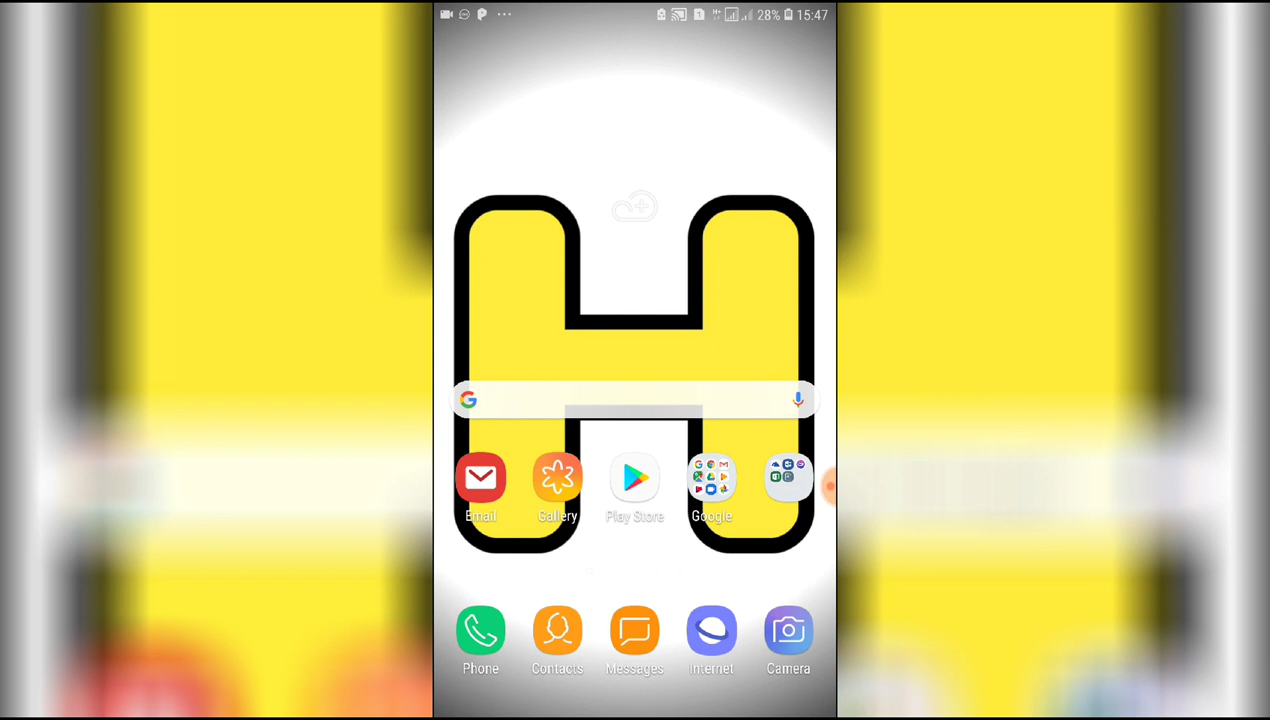 28% 15:47
H
Email Gallery Play Store Google
Phone Contacts Messages Internet Camera